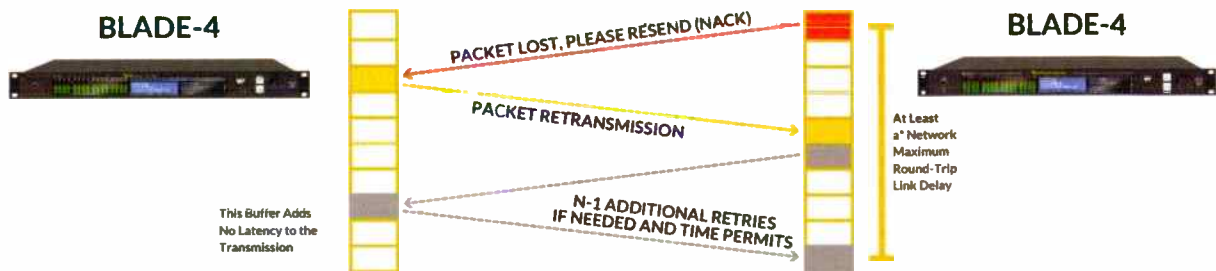 BLADE-4
BLADE-4
PACKET LOST, PLEASE RESEND (NACK)
PACKET RETRANSMISSION
N-1 ADDITIONAL RETRIES
IF NEEDED AND TIME PERMITS
This Buffer Adds
No Latency to the
Transmission
At Least
a* Network
Maximum
Round-Trip
Link Delay